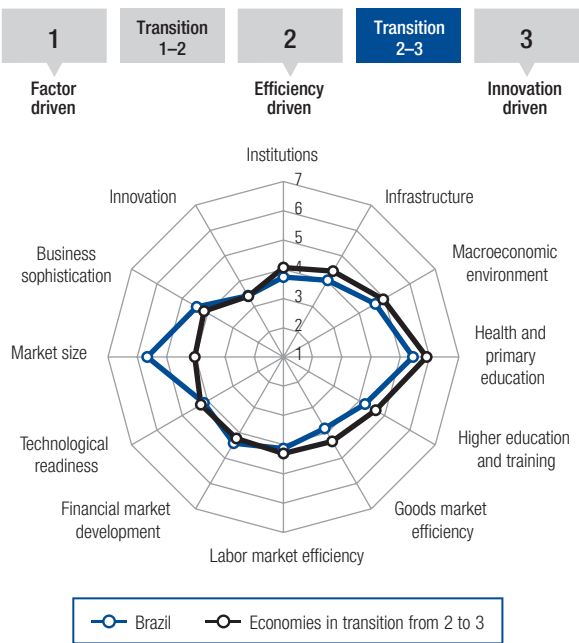 1
Transition
1–2
2
Transition
2–3
3
Factor
driven
Efficiency
driven
Innovation
driven
Institutions
7
6
5
4
3
2
1
Infrastructure
Macroeconomic
environment
Health and
primary
education
Higher education
and training
Goods market
efficiency
Labor market efficiency
Financial market
development
Technological
readiness
Market size
Business
sophistication
Innovation
Brazil
Economies in transition from 2 to 3